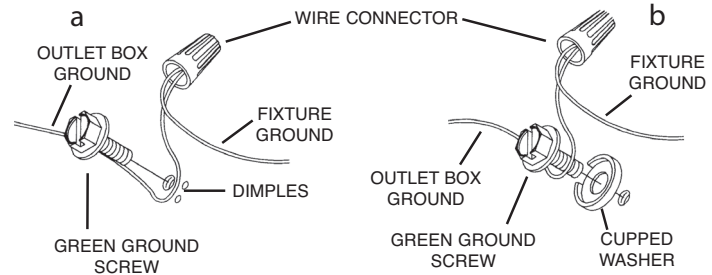 a
WIRE CONNECTOR
b
OUTLET BOX
GROUND
FIXTURE
GROUND
DIMPLES
GREEN GROUND
SCREW
FIXTURE
GROUND
OUTLET BOX
GROUND
GREEN GROUND
SCREW
CUPPED
WASHER